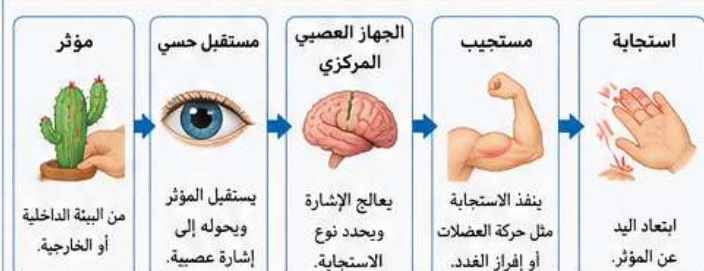 مؤثر
من البيئة الداخلية
أو الخارجية.
مستقبل حسي
يستقبل المؤثر
ويحوله إلى
إشارة عصبية.
الجهاز العصبي
المركزي
يعالج الإشارة
ويحدد نوع
الاستجابة.
مستجيب
ينفذ الاستجابة
مثل حركة العضلات
أو إفراز الغدد.
استجابة
ابتعاد اليد
عن المؤثر.